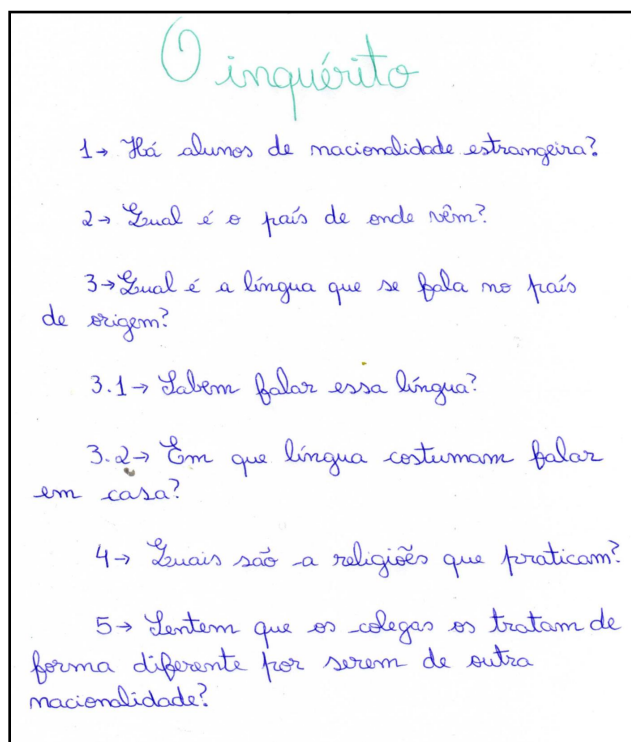 O inquérito
1→ Há alunos de nacionalidade estrangeira?
2→ Qual é o país de onde vêm?
3→ Qual é a língua que se fala no país
de origem?
3.1→ Sabem falar essa língua?
3.2→ Em que língua costumam falar
em casa?
4→ Quais são a religiões que praticam?
5→ Sentem que os colegas os tratam de
forma diferente por serem de outra
nacionalidade?